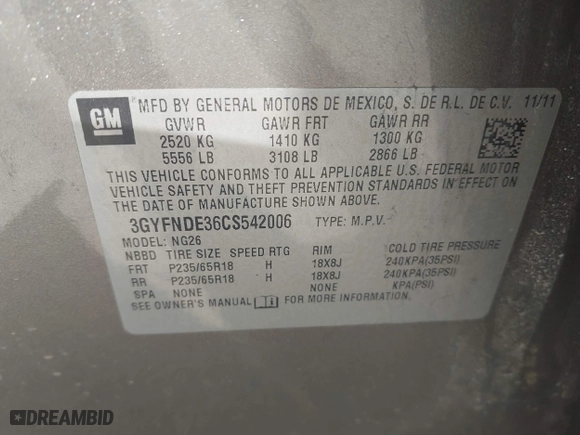 GM
MFD BY GENERAL MOTORS DE MEXICO, S. DE R.L. DE C.V. 11/11
GVWR GAWR FRT GAWR RR
2520 KG 1410 KG 1300 KG
5556 LB 3108 LB 2866 LB
THIS VEHICLE CONFORMS TO ALL APPLICABLE U.S. FEDERAL MOTOR
VEHICLE SAFETY AND THEFT PREVENTION STANDARDS IN EFFECT ON
THE DATE OF MANUFACTURE SHOWN ABOVE.
3GYFNDE36CS542006 TYPE: M.P.V.
MODEL: NG26
NBBD TIRE SIZE SPEED RTG RIM COLD TIRE PRESSURE
FRT P235/65R18 H 18X8J 240KPA(35PSI)
RR P235/65R18 H 18X8J 240KPA(35PSI)
SPA NONE NONE KPA(PSI)
SEE OWNER'S MANUAL FOR MORE INFORMATION.
DREAMBID